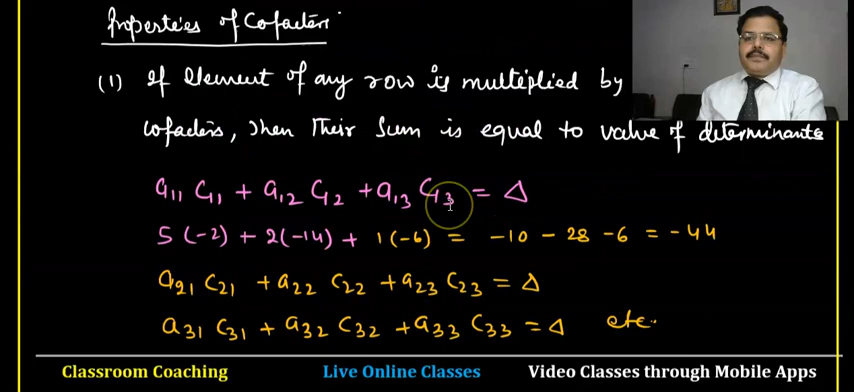 Properties of Cofactors
(1) If element of any row is multiplied by
cofactors, then their sum is equal to value of determinants
a₁₁ C₁₁ + a₁₂ C₁₂ + a₁₃ C₁₃ = Δ
5 (-2) + 2(-14) + 1(-6) = -10 - 28 - 6 = -44
a₂₁ C₂₁ + a₂₂ C₂₂ + a₂₃ C₂₃ = Δ
a₃₁ C₃₁ + a₃₂ C₃₂ + a₃₃ C₃₃ = Δ etc.
Classroom Coaching Live Online Classes Video Classes through Mobile Apps